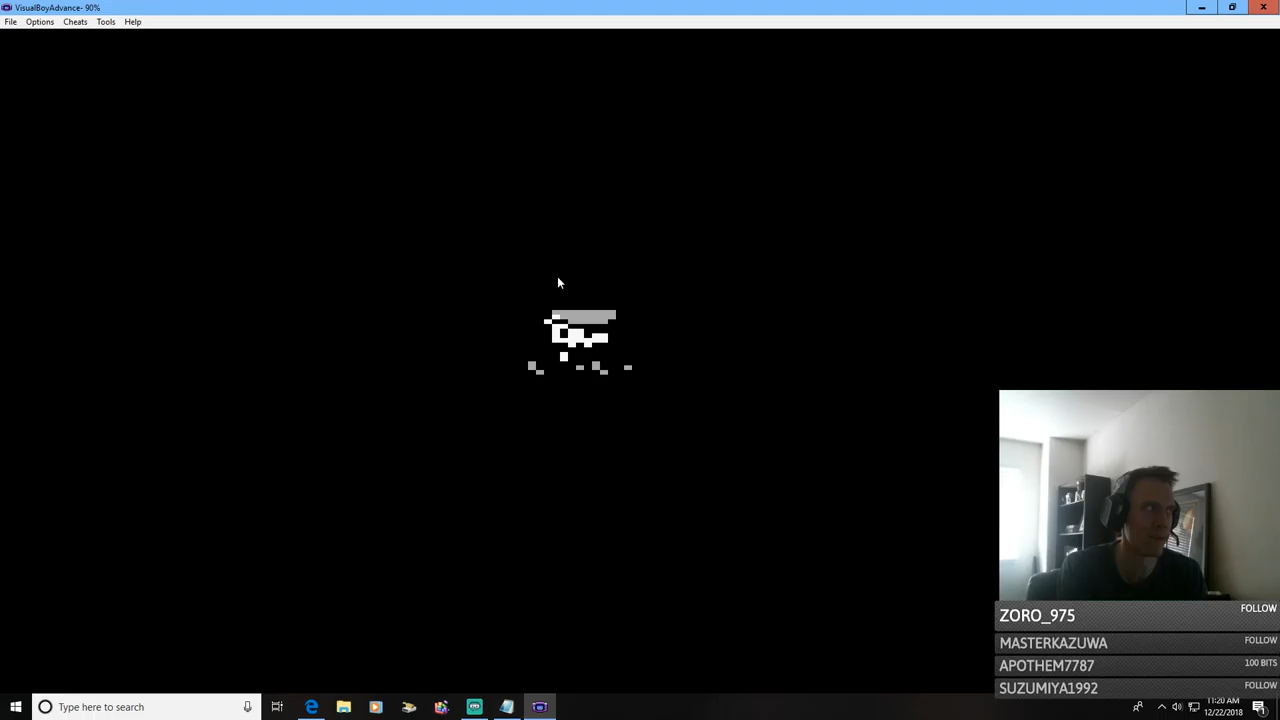 VisualBoyAdvance- 90%
File Options Cheats Tools Help
ZORO_975 FOLLOW
MASTERKAZUWA FOLLOW
APOTHEM7787 100 BITS
SUZUMIYA1992 FOLLOW
Type here to search
11:20 AM
12/22/2018
1